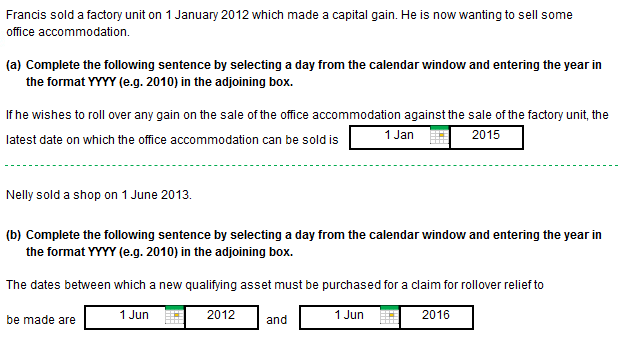 Francis sold a factory unit on 1 January 2012 which made a capital gain. He is now wanting to sell some
office accommodation.
(a) Complete the following sentence by selecting a day from the calendar window and entering the year in
the format YYYY (e.g. 2010) in the adjoining box.
If he wishes to roll over any gain on the sale of the office accommodation against the sale of the factory unit, the
latest date on which the office accommodation can be sold is 1 Jan 2015
Nelly sold a shop on 1 June 2013.
(b) Complete the following sentence by selecting a day from the calendar window and entering the year in
the format YYYY (e.g. 2010) in the adjoining box.
The dates between which a new qualifying asset must be purchased for a claim for rollover relief to
be made are 1 Jun 2012 and 1 Jun 2016